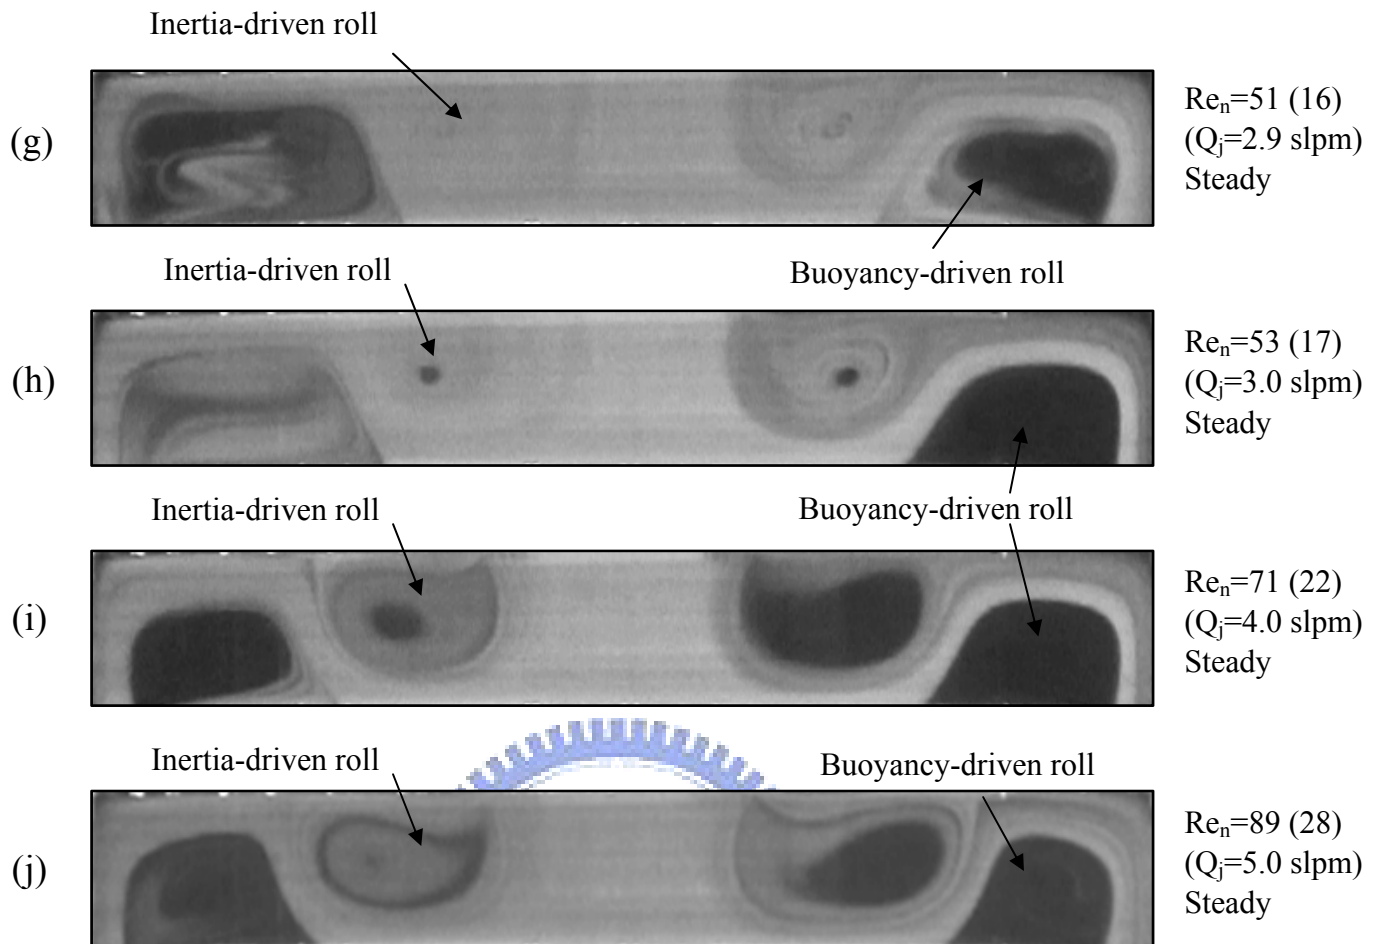 Inertia-driven roll
(g)
Re_n=51 (16)
(Q_j=2.9 slpm)
Steady
Inertia-driven roll
Buoyancy-driven roll
(h)
Re_n=53 (17)
(Q_j=3.0 slpm)
Steady
Inertia-driven roll
Buoyancy-driven roll
(i)
Re_n=71 (22)
(Q_j=4.0 slpm)
Steady
Inertia-driven roll
Buoyancy-driven roll
(j)
Re_n=89 (28)
(Q_j=5.0 slpm)
Steady